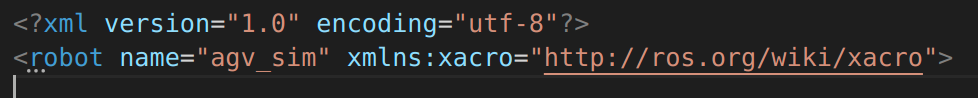 <?xml version="1.0" encoding="utf-8"?>
<robot name="agv_sim" xmlns:xacro="http://ros.org/wiki/xacro">